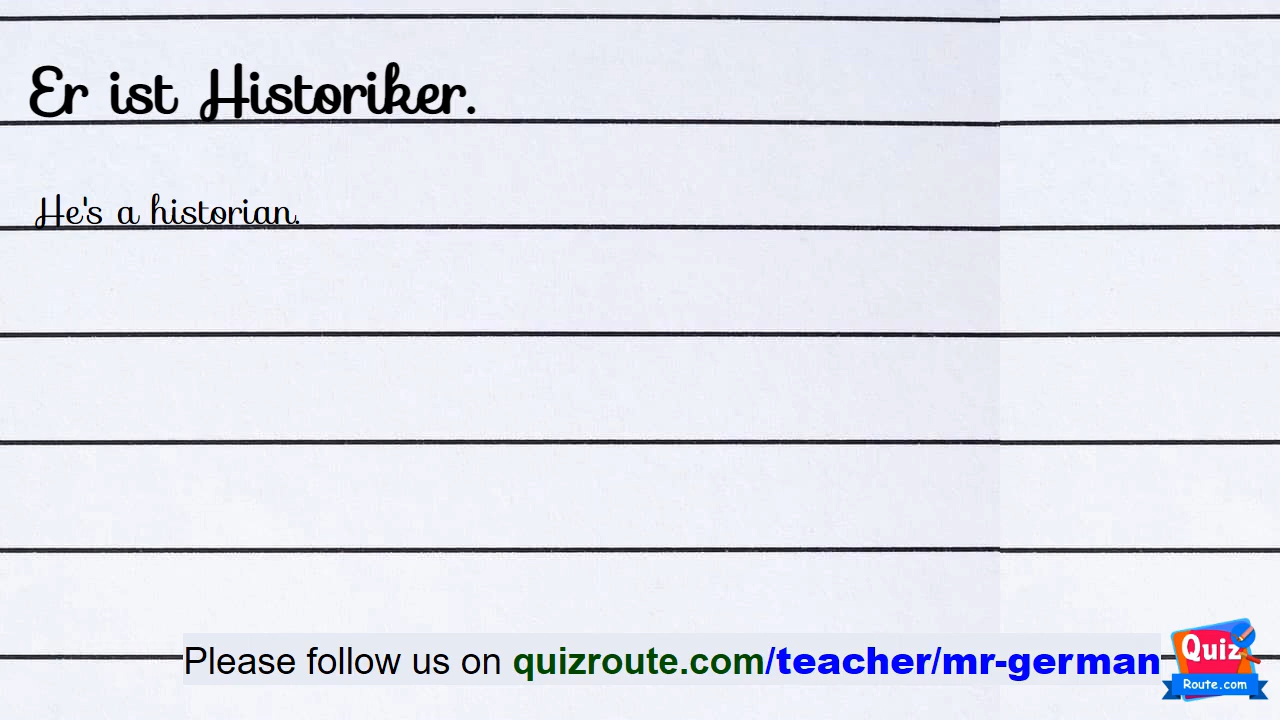 Er ist Historiker.
He's a historian.
Please follow us on quizroute.com/teacher/mr-german
Quiz
Route.com